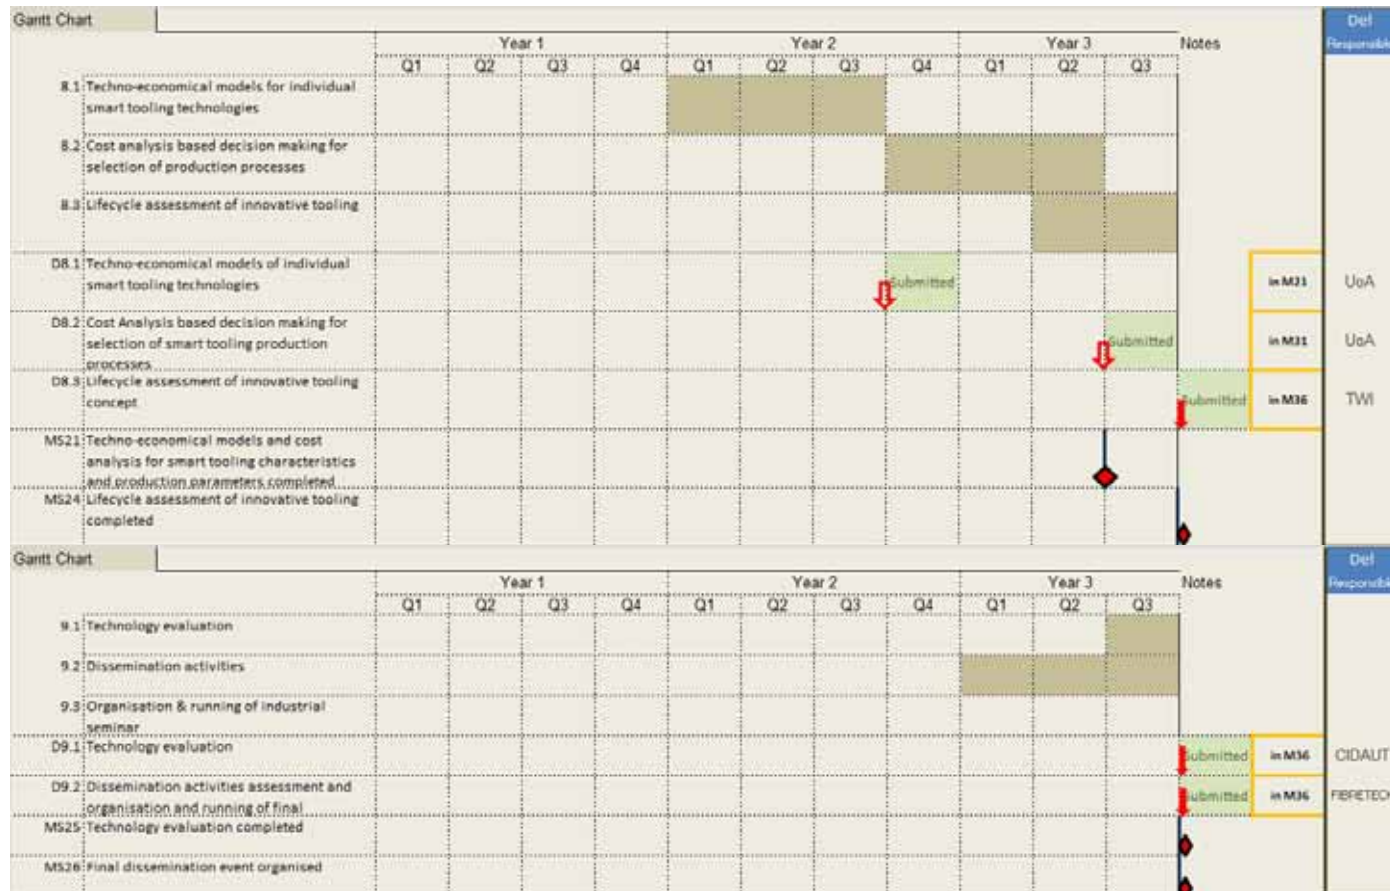 Gantt Chart
Del
Year 1 Year 2 Year 3 Notes
Responsible
Q1 Q2 Q3 Q4 Q1 Q2 Q3 Q4 Q1 Q2 Q3
8.1 Techno-economical models for individual
smart tooling technologies
8.2 Cost analysis based decision making for
selection of production processes
8.3 Lifecycle assessment of innovative tooling
D8.1 Techno-economical models of individual
smart tooling technologies
Submitted in M21 UoA
D8.2 Cost Analysis based decision making for
selection of smart tooling production
processes
Submitted in M31 UoA
D8.3 Lifecycle assessment of innovative tooling
concept
Submitted in M36 TWI
MS21 Techno-economical models and cost
analysis for smart tooling characteristics
and production parameters completed
MS24 Lifecycle assessment of innovative tooling
completed
Gantt Chart
Del
Year 1 Year 2 Year 3 Notes
Responsible
Q1 Q2 Q3 Q4 Q1 Q2 Q3 Q4 Q1 Q2 Q3
9.1 Technology evaluation
9.2 Dissemination activities
9.3 Organisation & running of industrial
seminar
D9.1 Technology evaluation
Submitted in M36 CIDAUT
D9.2 Dissemination activities assessment and
organisation and running of final
Submitted in M36 FIBRETECH
MS25 Technology evaluation completed
MS26 Final dissemination event organised